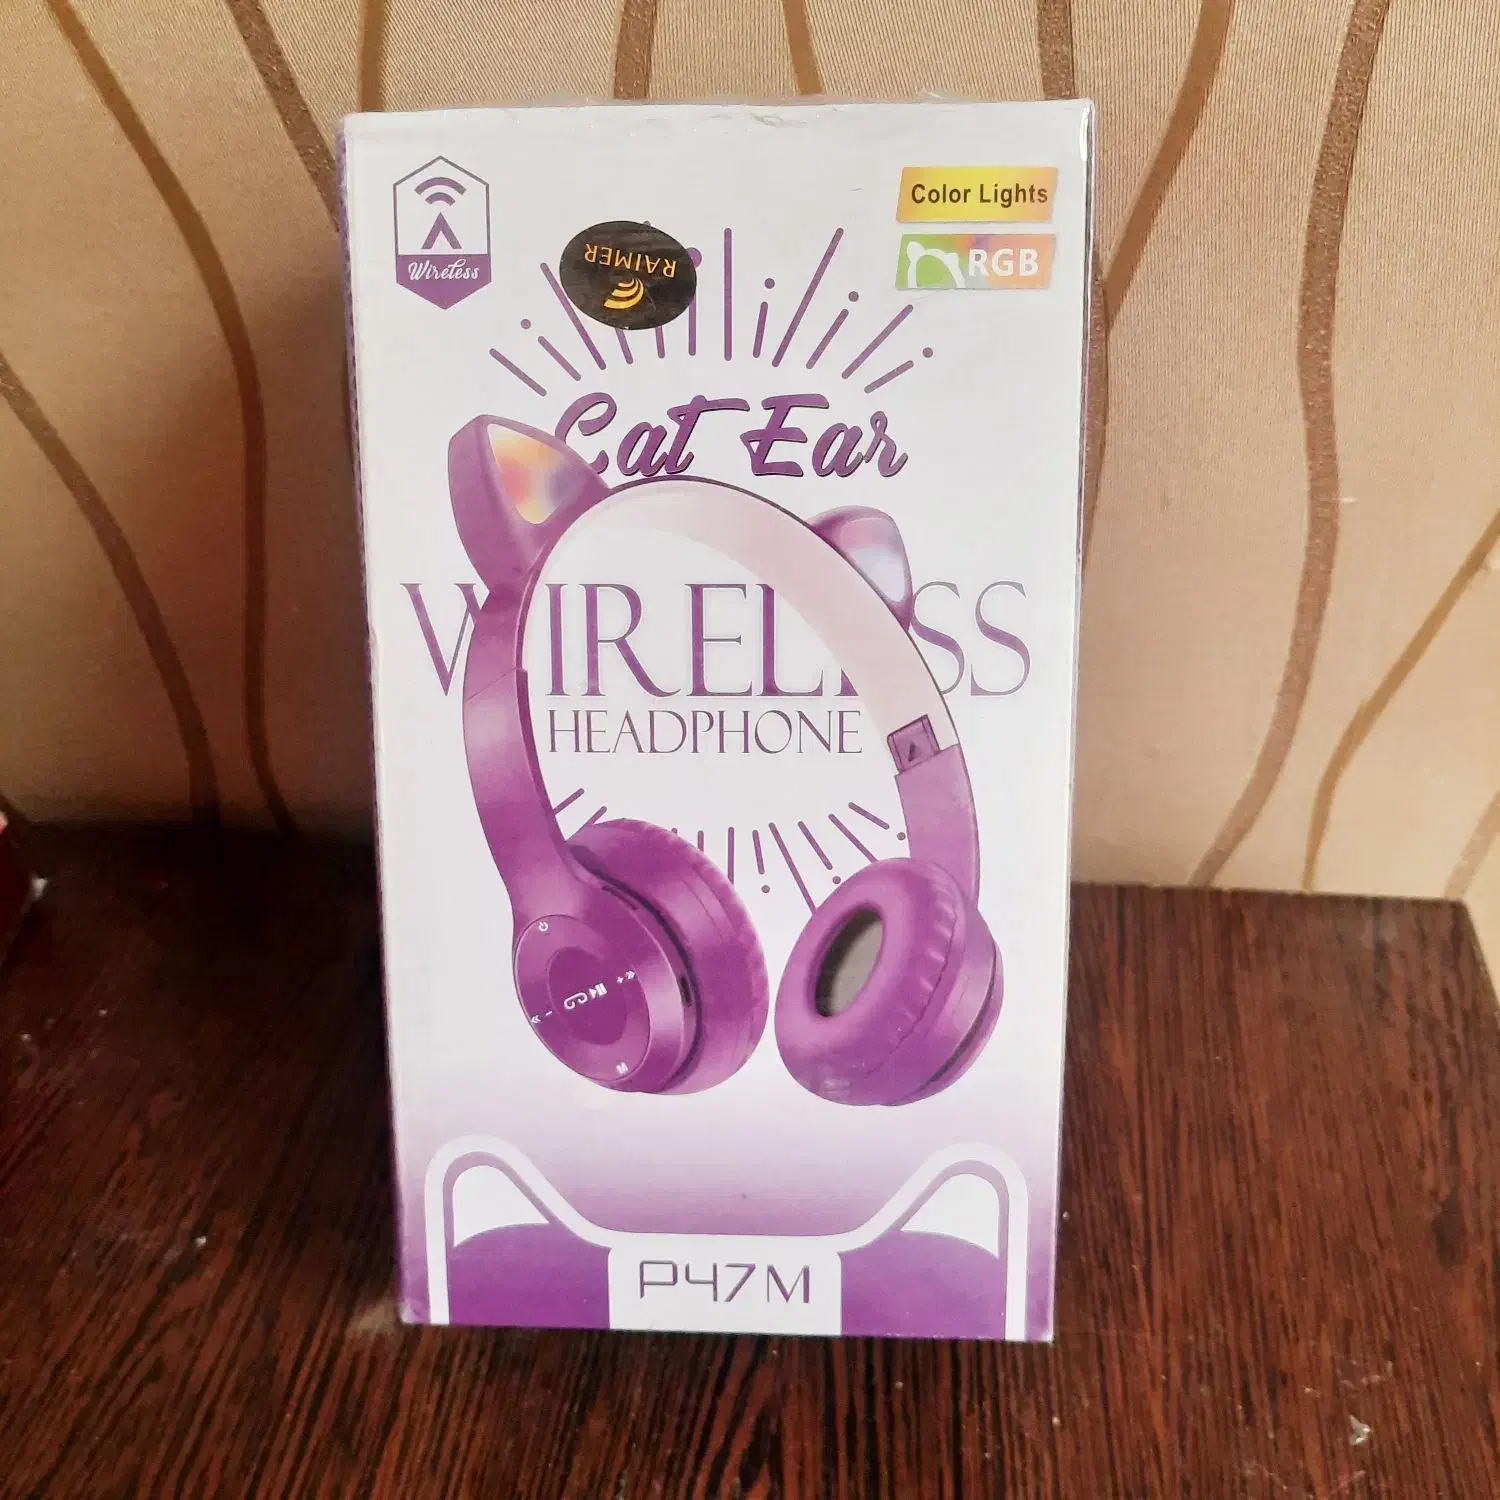 Color Lights
RGB
Wireless
RAIMER
Cat Ear
WIRELESS
HEADPHONE
M
P47M